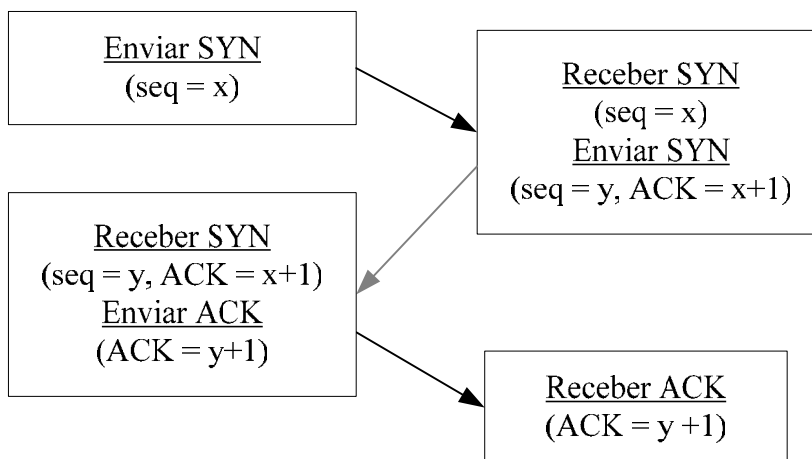 Enviar SYN
(seq = x)
Receber SYN
(seq = x)
Enviar SYN
(seq = y, ACK = x+1)
Receber SYN
(seq = y, ACK = x+1)
Enviar ACK
(ACK = y+1)
Receber ACK
(ACK = y +1)